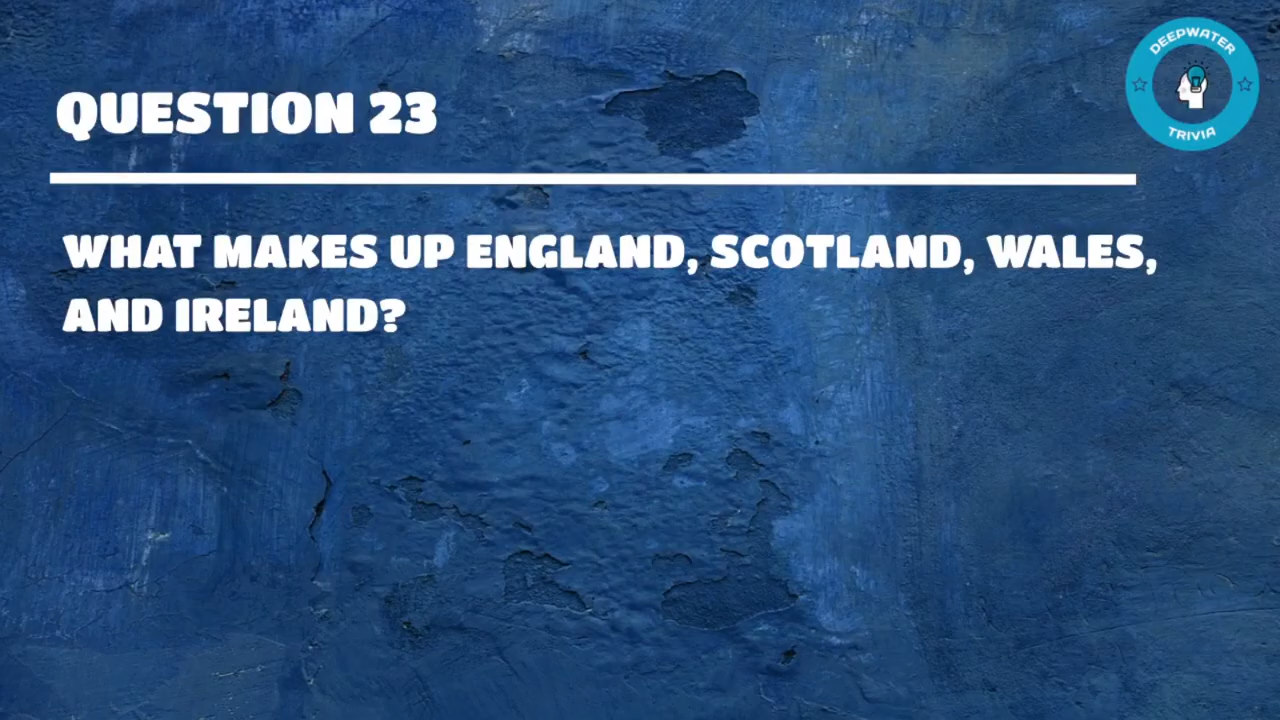 DEEPWATER
TRIVIA
QUESTION 23
WHAT MAKES UP ENGLAND, SCOTLAND, WALES,
AND IRELAND?